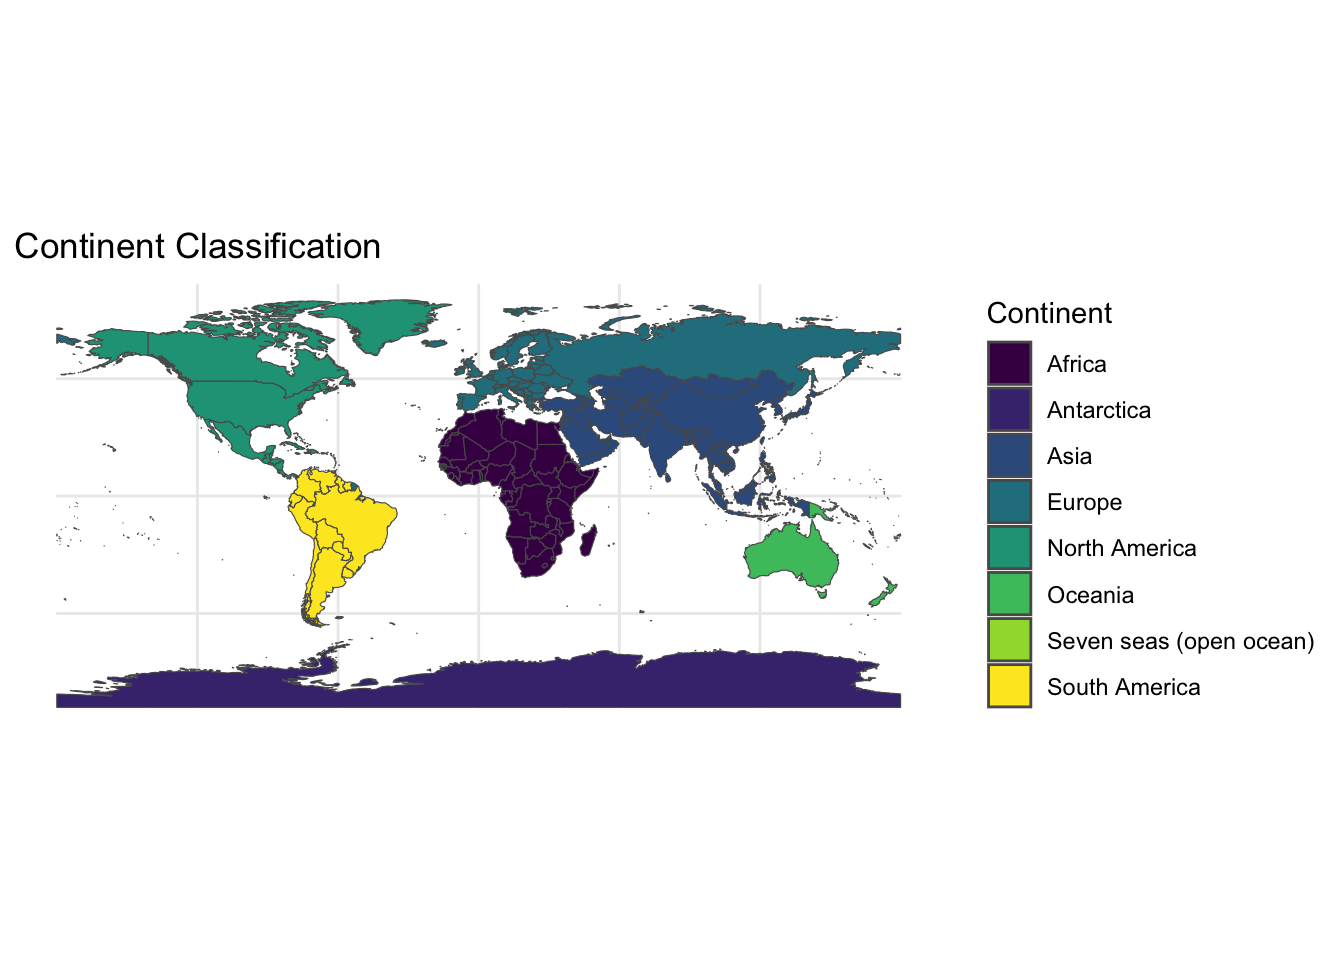 Continent Classification
Continent
Africa
Antarctica
Asia
Europe
North America
Oceania
Seven seas (open ocean)
South America